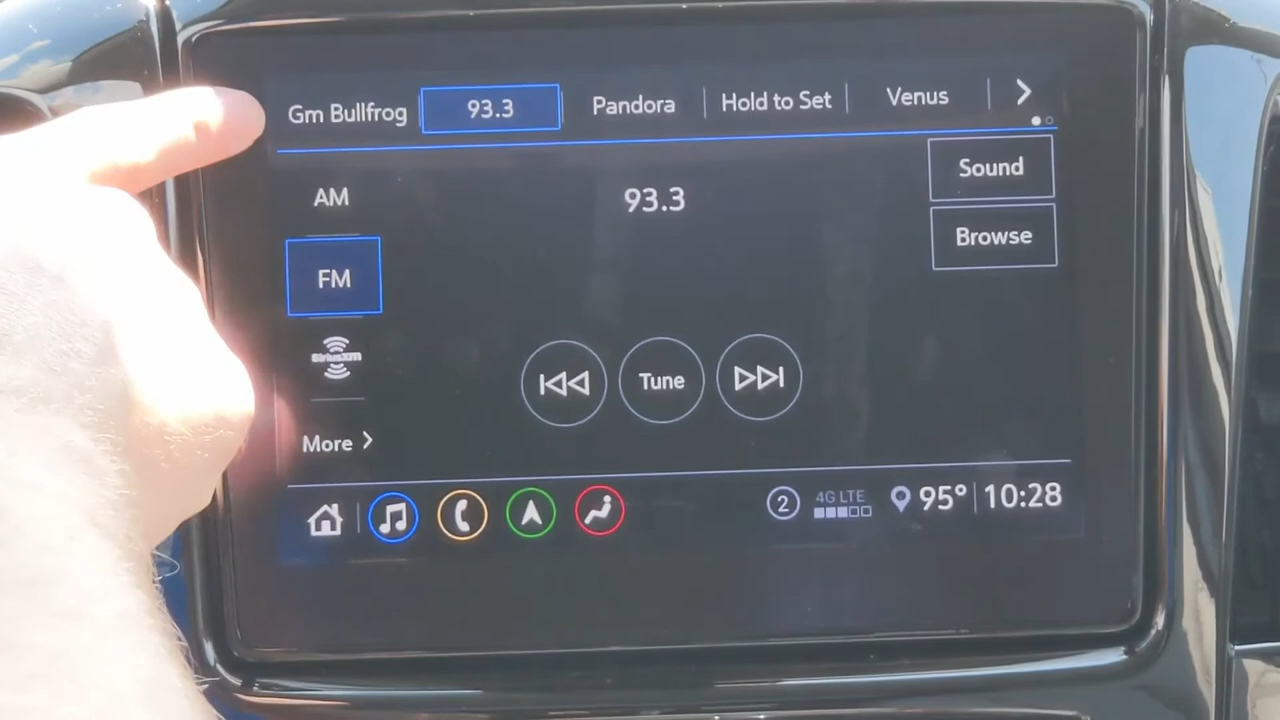 Gm Bullfrog 93.3 Pandora Hold to Set Venus
AM
93.3
Sound
Browse
FM
SiriusXM
Tune
More
2 4G LTE 95° 10:28